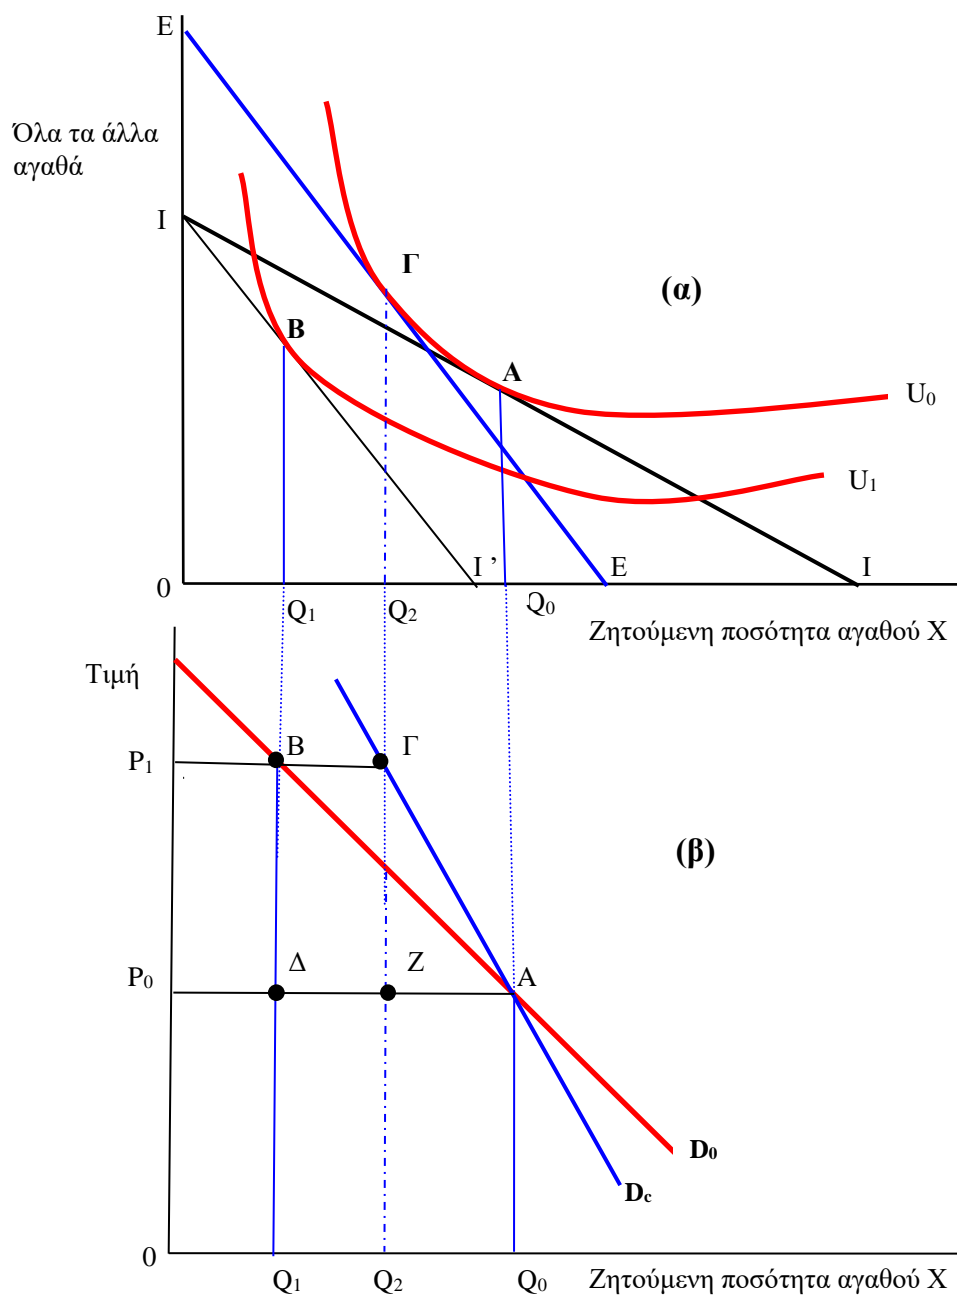 Ε
Όλα τα άλλα
αγαθά
Ι
Γ
(α)
Β
Α
U0
U1
Ι ’
Ε
Ι
0
Q1
Q2
Q0
Ζητούμενη ποσότητα αγαθού Χ
Τιμή
Β
Γ
P1
(β)
Δ
Ζ
Α
P0
D0
Dc
0
Q1
Q2
Q0
Ζητούμενη ποσότητα αγαθού Χ